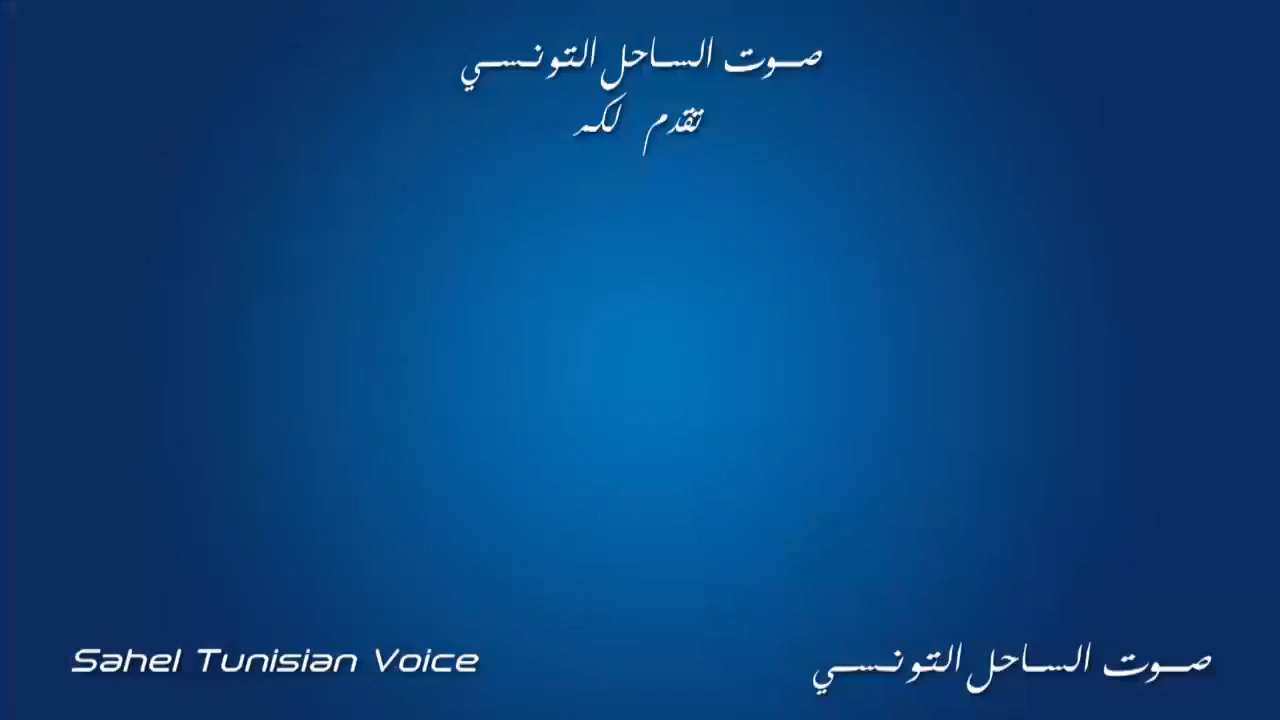 صوت الساحل التونسي
تقدم لكم
Sahel Tunisian Voice
صوت الساحل التونسي